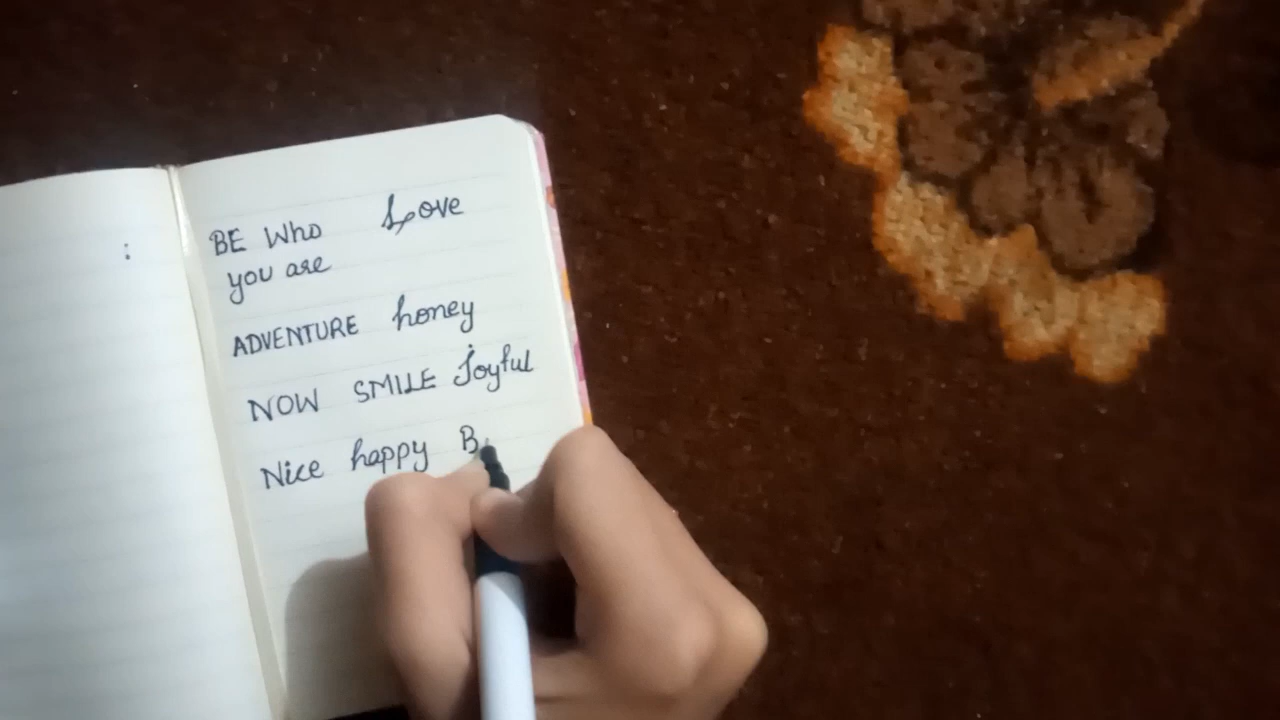 BE Who Love
you are
ADVENTURE honey
NOW SMILE Joyful
Nice happy B